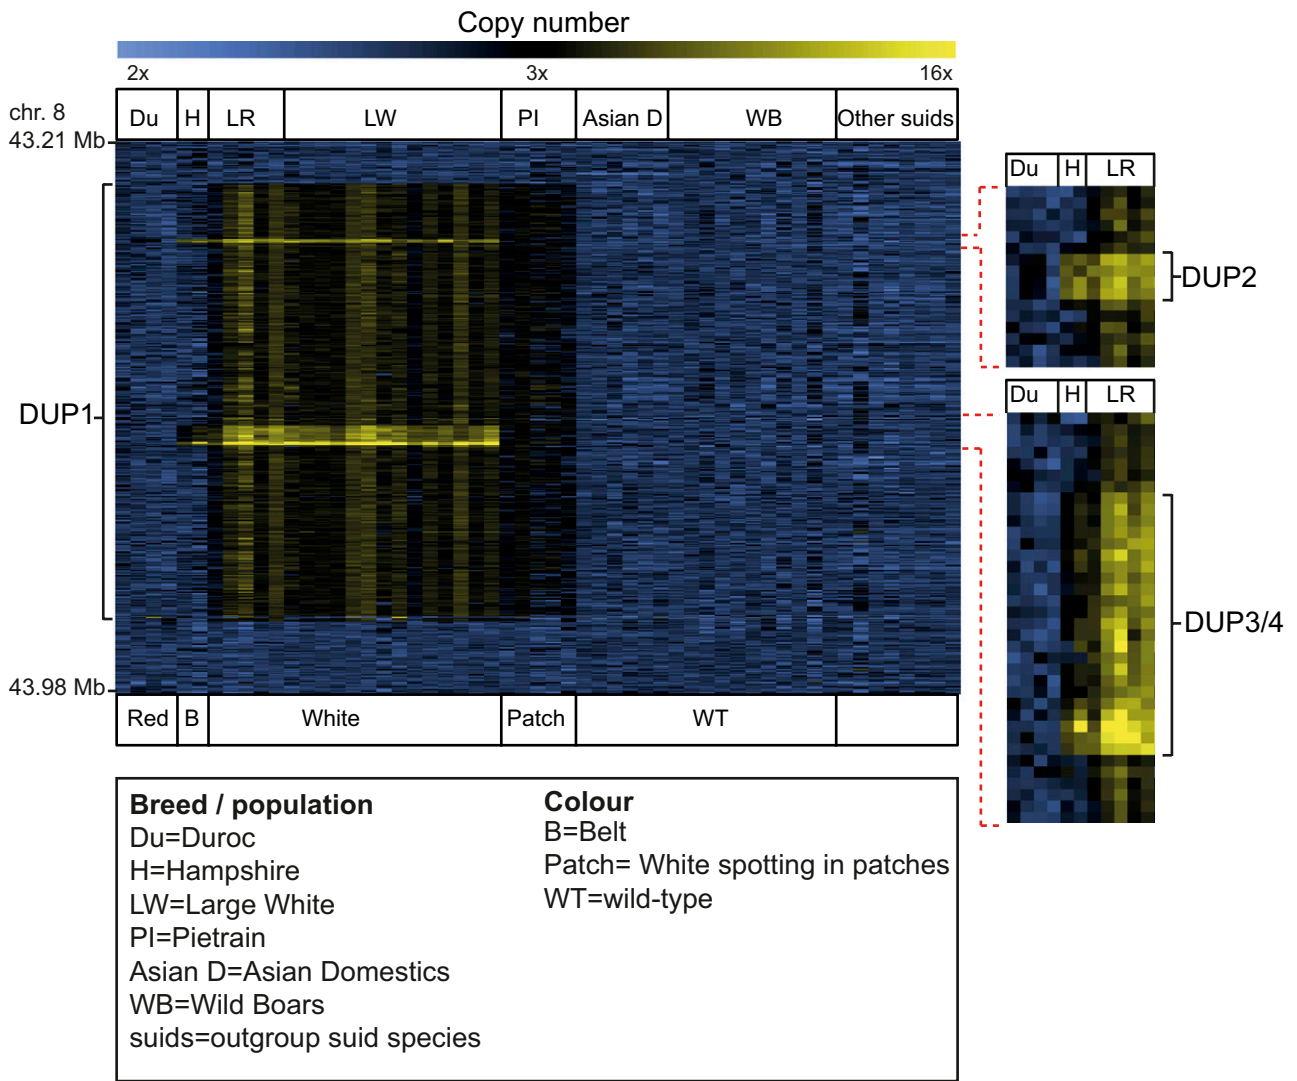 Copy number
2x 3x 16x
chr. 8
43.21 Mb
Du H LR LW PI Asian D WB Other suids
DUP1
43.98 Mb
Red B White Patch WT
Du H LR
DUP2
Du H LR
DUP3/4
Breed / population
Du=Duroc
H=Hampshire
LW=Large White
PI=Pietrain
Asian D=Asian Domestics
WB=Wild Boars
suids=outgroup suid species
Colour
B=Belt
Patch= White spotting in patches
WT=wild-type